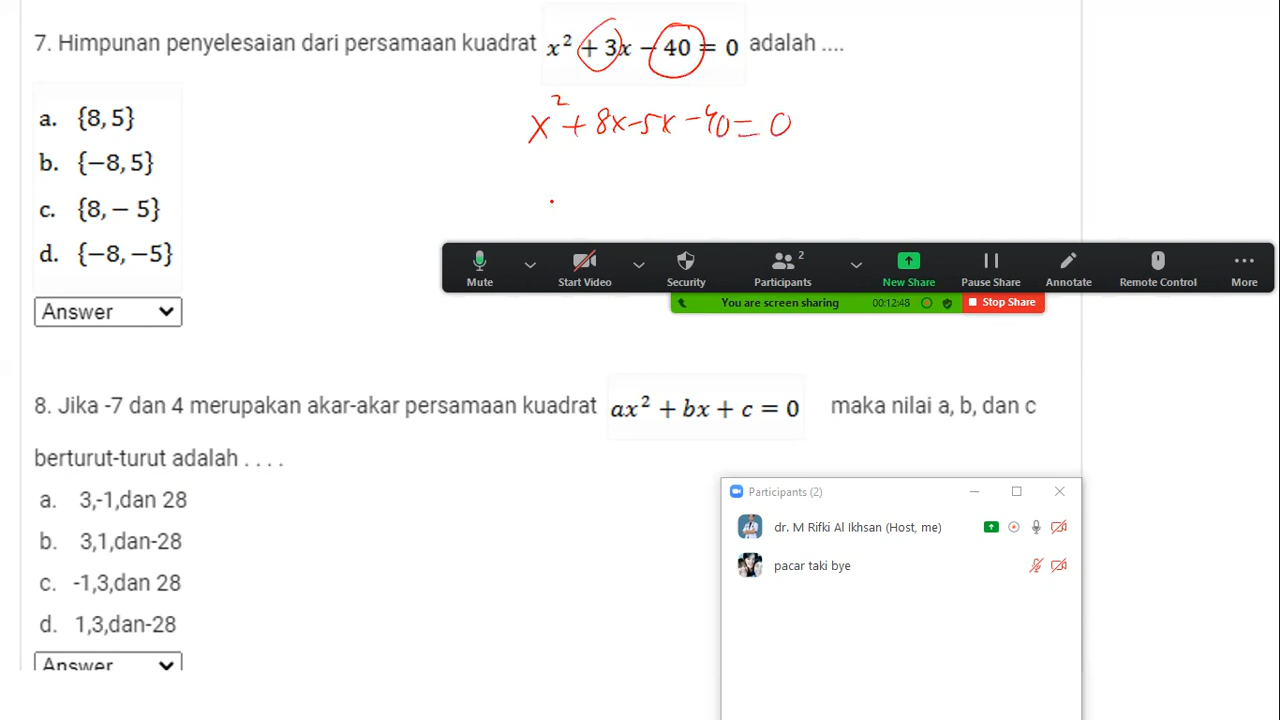 7. Himpunan penyelesaian dari persamaan kuadrat x² + 3x − 40 = 0 adalah ....
x² + 8x - 5x - 40 = 0
a. {8, 5}
b. {−8, 5}
c. {8, − 5}
d. {−8, −5}
Answer
Mute
Start Video
Security
Participants 2
New Share
Pause Share
Annotate
Remote Control
More
You are screen sharing 00:12:48 Stop Share
8. Jika -7 dan 4 merupakan akar-akar persamaan kuadrat ax² + bx + c = 0 maka nilai a, b, dan c
berturut-turut adalah . . . .
a. 3,-1,dan 28
b. 3,1,dan-28
c. -1,3,dan 28
d. 1,3,dan-28
Answer
Participants (2)
dr. M Rifki Al Ikhsan (Host, me)
pacar taki bye